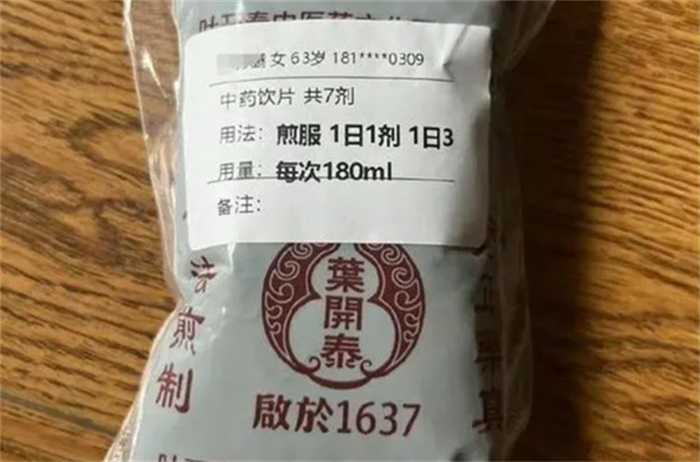 女 63岁 181****0309
中药饮片 共7剂
用法: 煎服 1日1剂 1日3
用量: 每次180ml
备注:
葉
開
泰
啟於1637
煎制